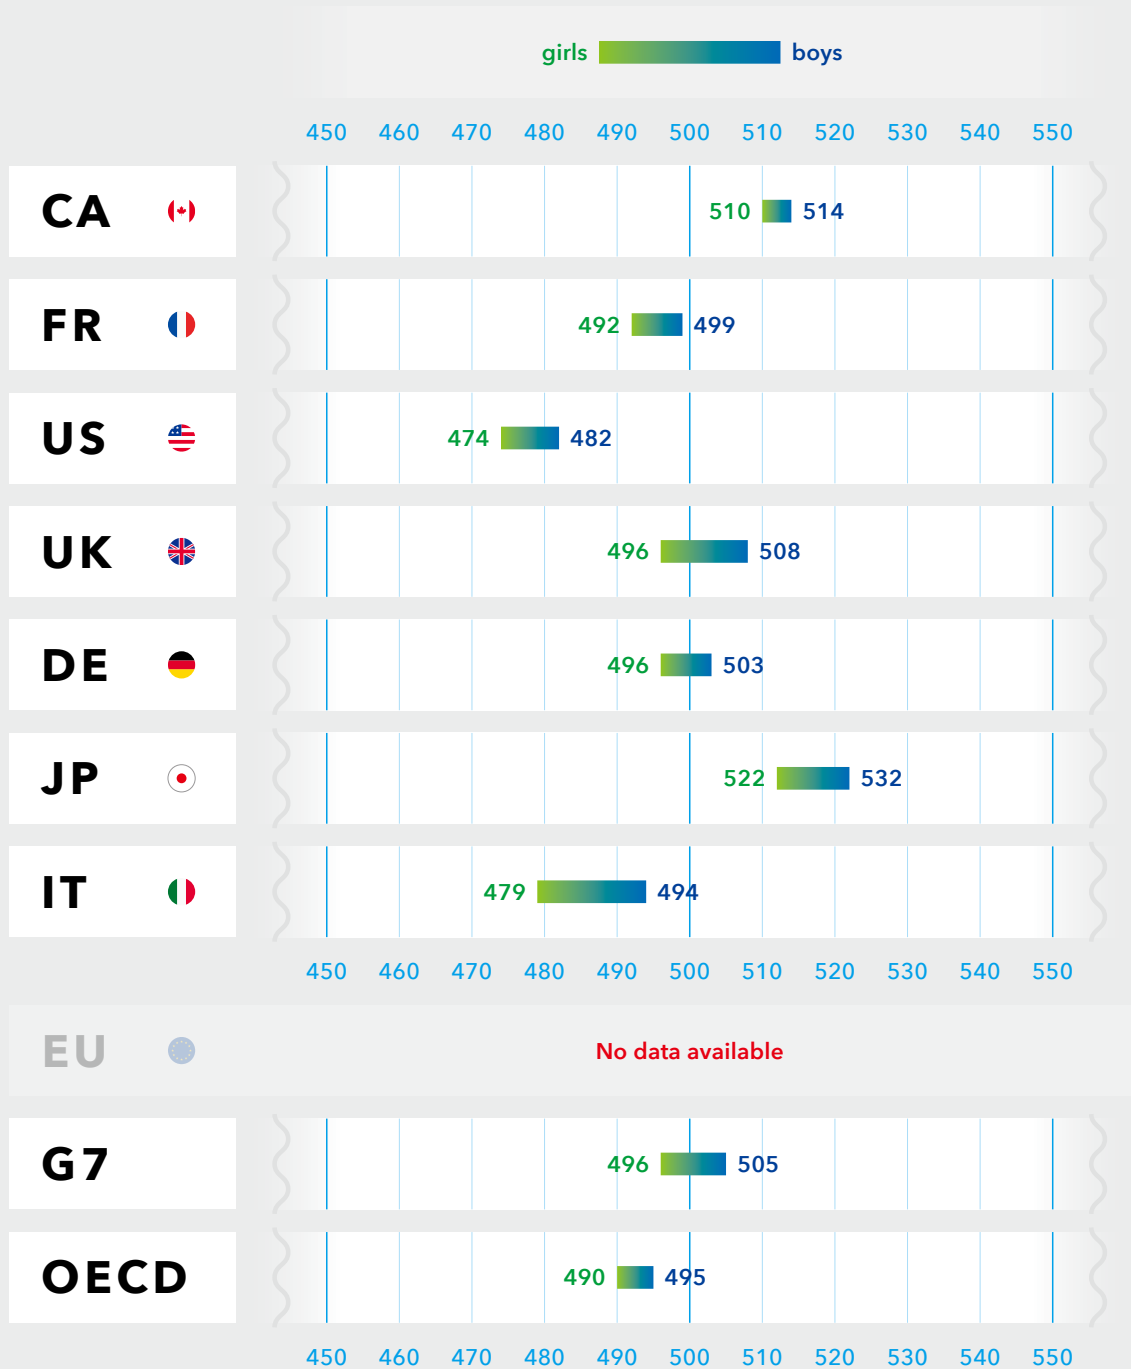 girls boys
450 460 470 480 490 500 510 520 530 540 550
CA 510 514
FR 492 499
US 474 482
UK 496 508
DE 496 503
JP 522 532
IT 479 494
450 460 470 480 490 500 510 520 530 540 550
EU No data available
G7 496 505
OECD 490 495
450 460 470 480 490 500 510 520 530 540 550